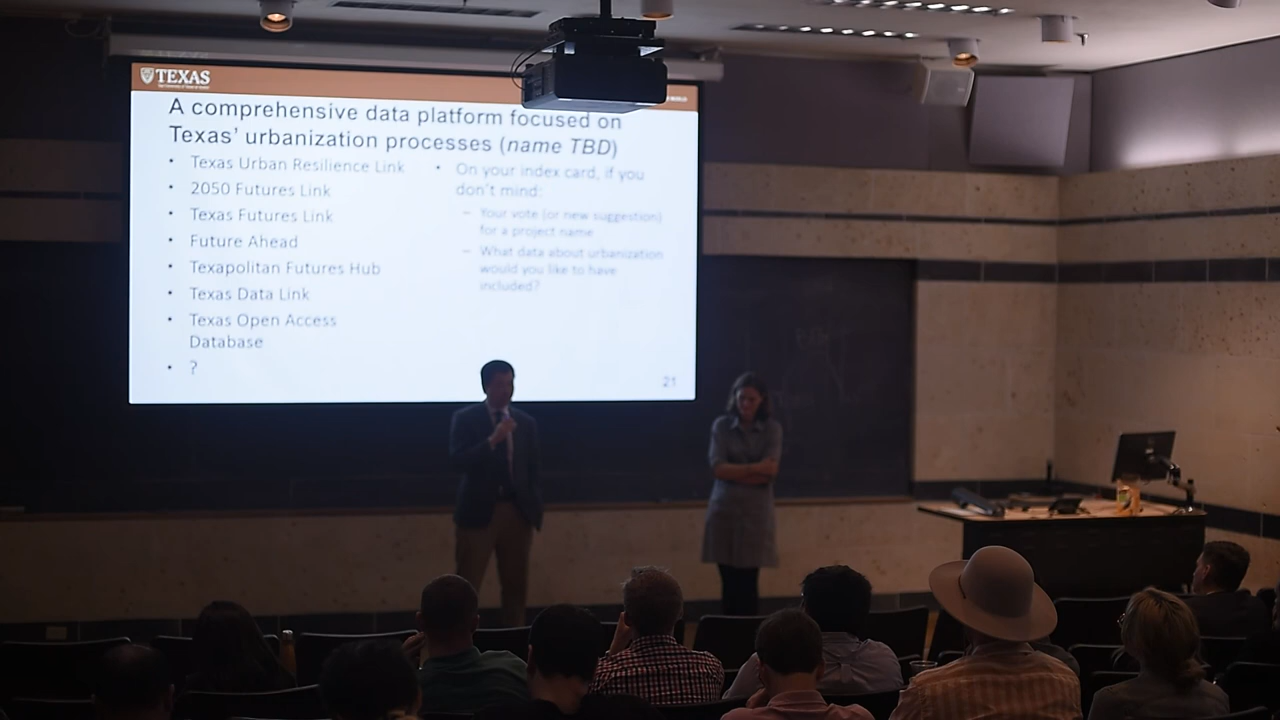 TEXAS
A comprehensive data platform focused on
Texas' urbanization processes (name TBD)
• Texas Urban Resilience Link
• 2050 Futures Link
• Texas Futures Link
• Future Ahead
• Texapolitan Futures Hub
• Texas Data Link
• Texas Open Access
Database
• ?
• On your index card, if you
don't mind:
– Your vote (or new suggestion)
for a project name
– What data about urbanization
would you like to have
included?
21